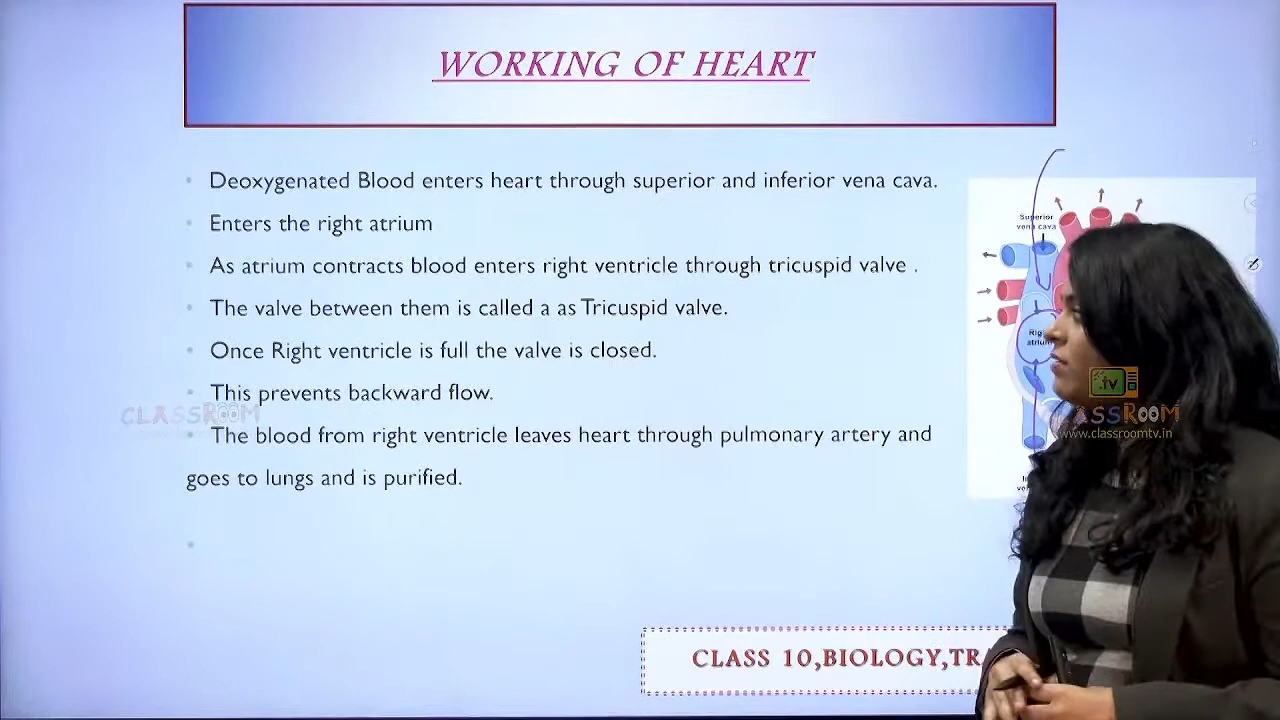 WORKING OF HEART
Deoxygenated Blood enters heart through superior and inferior vena cava.
Enters the right atrium
As atrium contracts blood enters right ventricle through tricuspid valve .
The valve between them is called a as Tricuspid valve.
Once Right ventricle is full the valve is closed.
This prevents backward flow.
The blood from right ventricle leaves heart through pulmonary artery and
goes to lungs and is purified.
Superior
vena cava
atrium
CLASSROOM
.tv
CLASSROOM
www.classroomtv.in
CLASS 10,BIOLOGY,